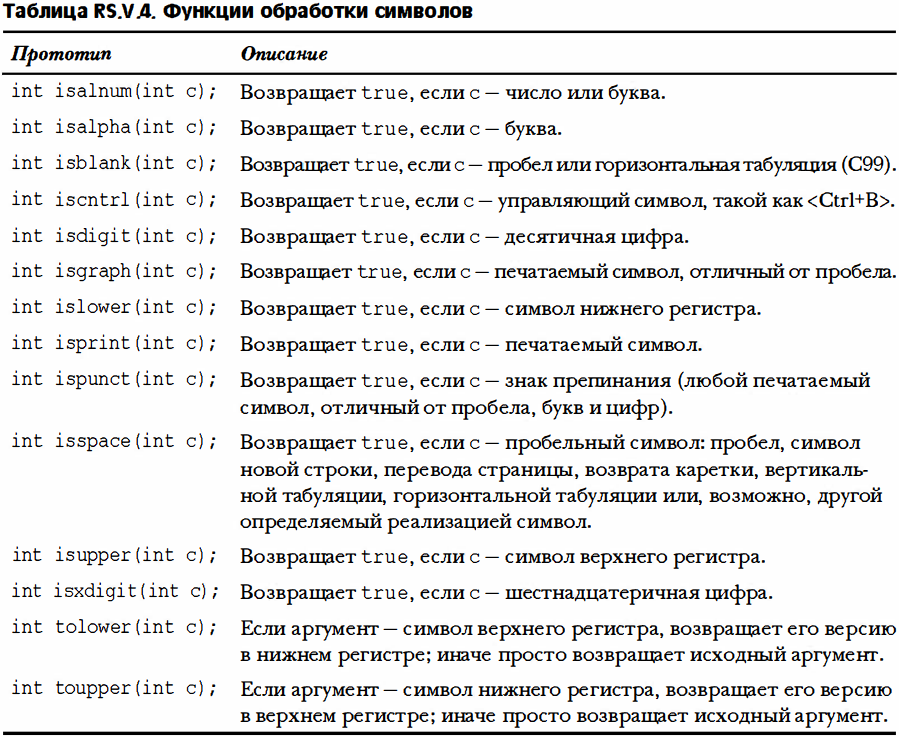 Таблица RS.V.4. Функции обработки символов
Прототип Описание
int isalnum(int c); Возвращает true, если c — число или буква.
int isalpha(int c); Возвращает true, если c — буква.
int isblank(int c); Возвращает true, если c — пробел или горизонтальная табуляция (C99).
int iscntrl(int c); Возвращает true, если c — управляющий символ, такой как <Ctrl+B>.
int isdigit(int c); Возвращает true, если c — десятичная цифра.
int isgraph(int c); Возвращает true, если c — печатаемый символ, отличный от пробела.
int islower(int c); Возвращает true, если c — символ нижнего регистра.
int isprint(int c); Возвращает true, если c — печатаемый символ.
int ispunct(int c); Возвращает true, если c — знак препинания (любой печатаемый
символ, отличный от пробела, букв и цифр).
int isspace(int c); Возвращает true, если c — пробельный символ: пробел, символ
новой строки, перевода страницы, возврата каретки, вертикаль-
ной табуляции, горизонтальной табуляции или, возможно, другой
определяемый реализацией символ.
int isupper(int c); Возвращает true, если c — символ верхнего регистра.
int isxdigit(int c); Возвращает true, если c — шестнадцатеричная цифра.
int tolower(int c); Если аргумент — символ верхнего регистра, возвращает его версию
в нижнем регистре; иначе просто возвращает исходный аргумент.
int toupper(int c); Если аргумент — символ нижнего регистра, возвращает его версию
в верхнем регистре; иначе просто возвращает исходный аргумент.